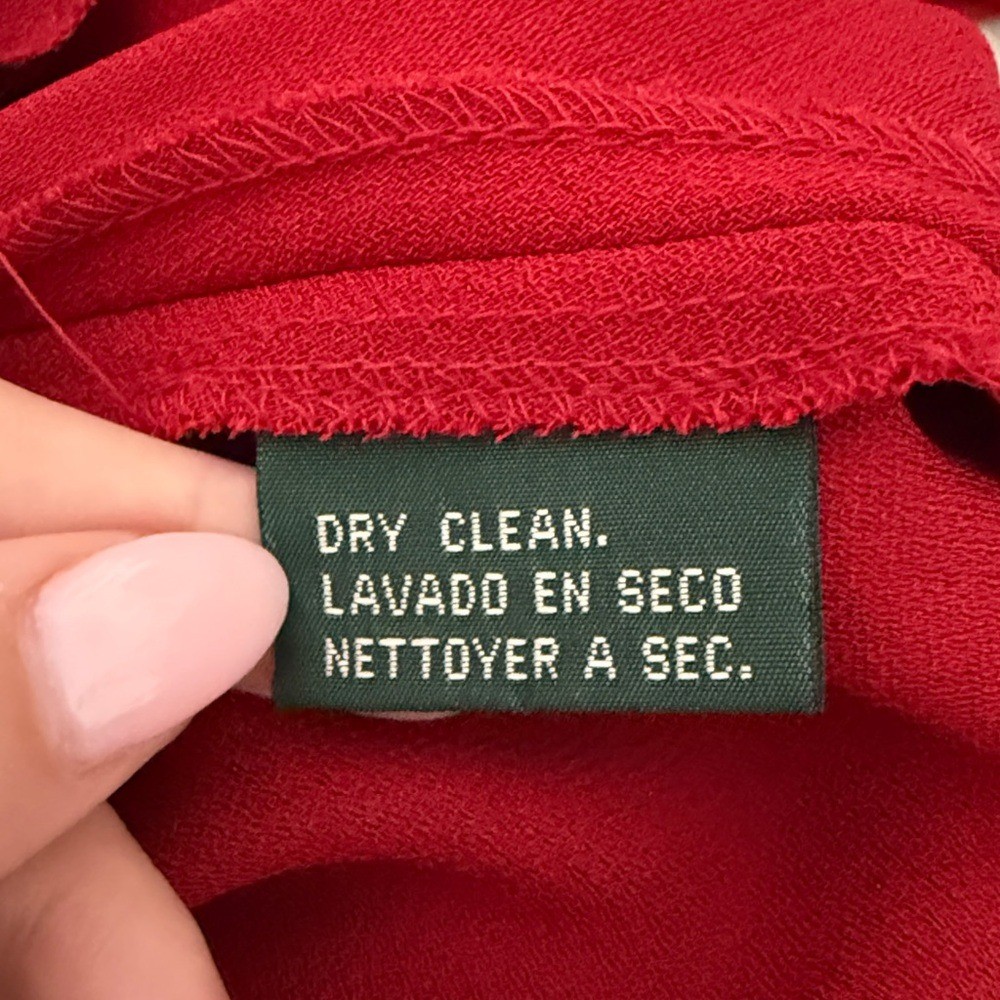 DRY CLEAN.
LAVADO EN SECO
NETTOYER A SEC.